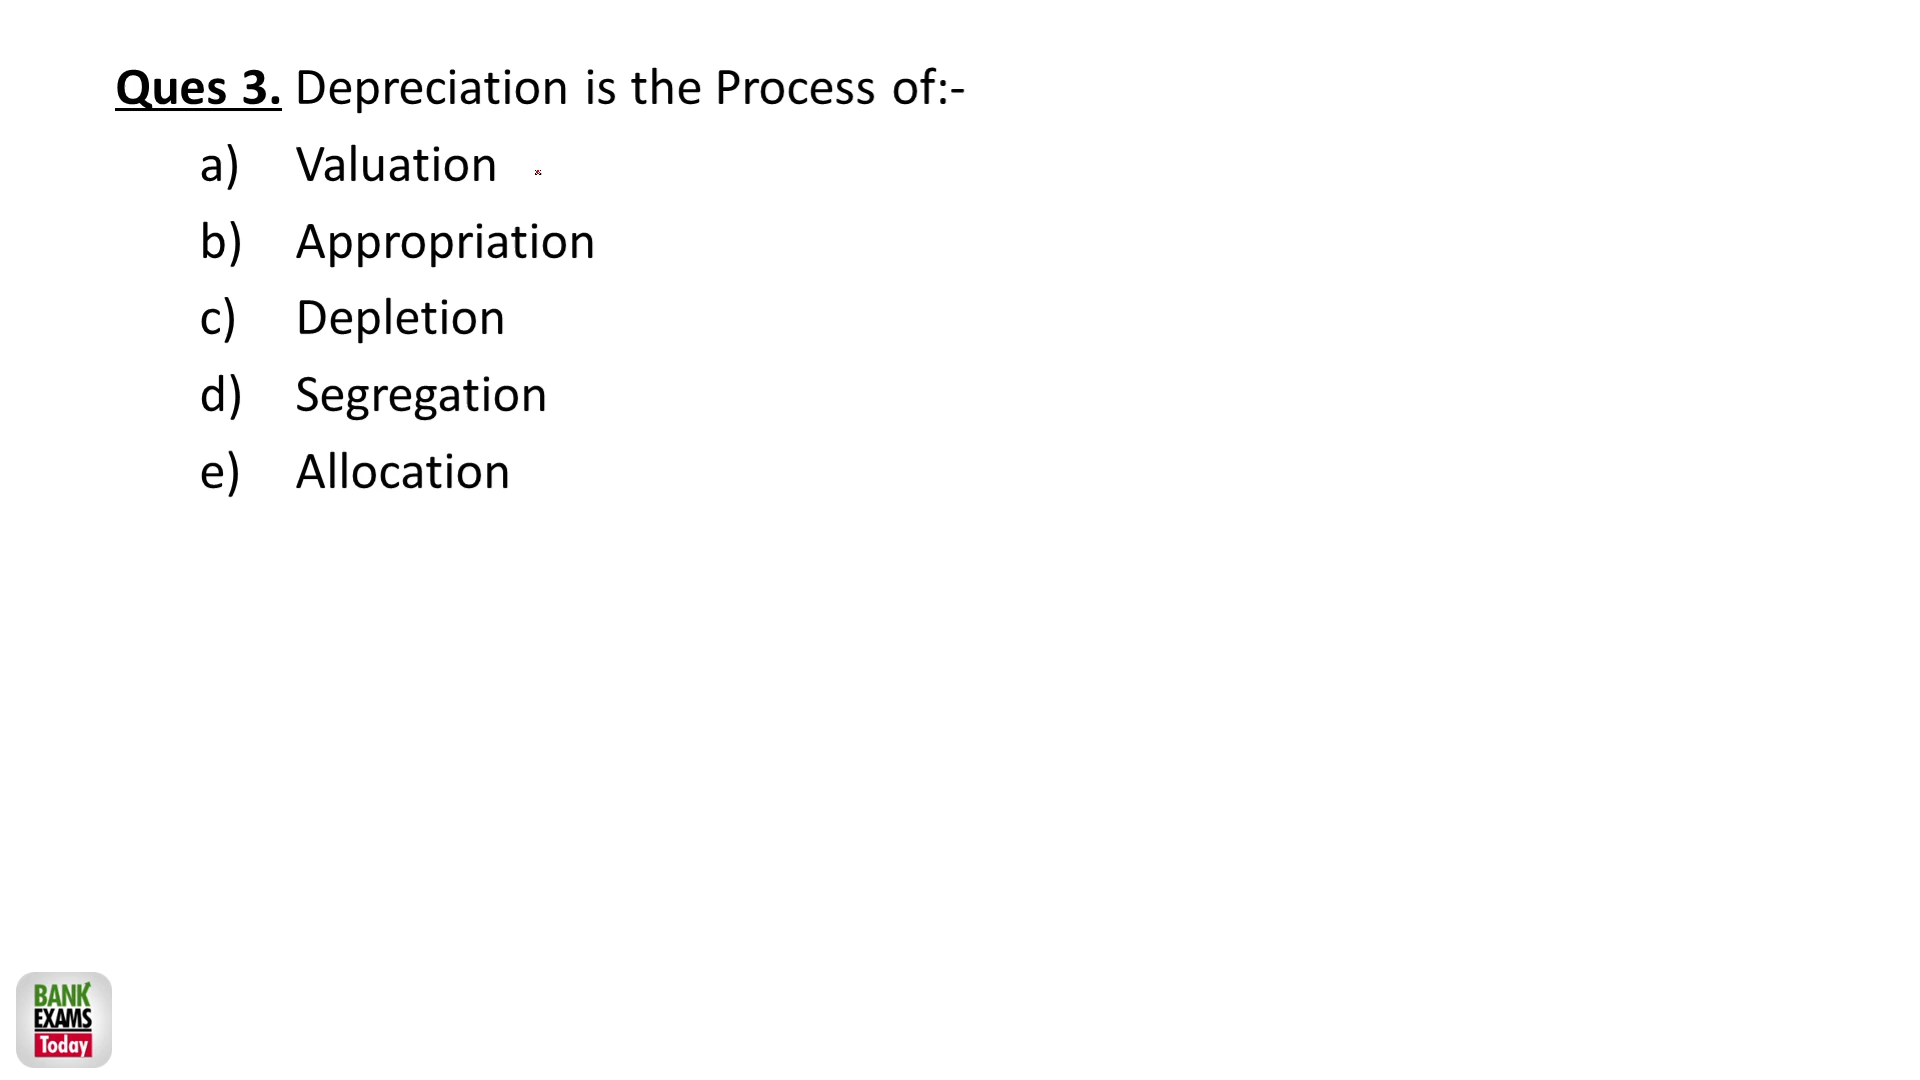 Ques 3. Depreciation is the Process of:-
a) Valuation
b) Appropriation
c) Depletion
d) Segregation
e) Allocation
BANK
EXAMS
Today